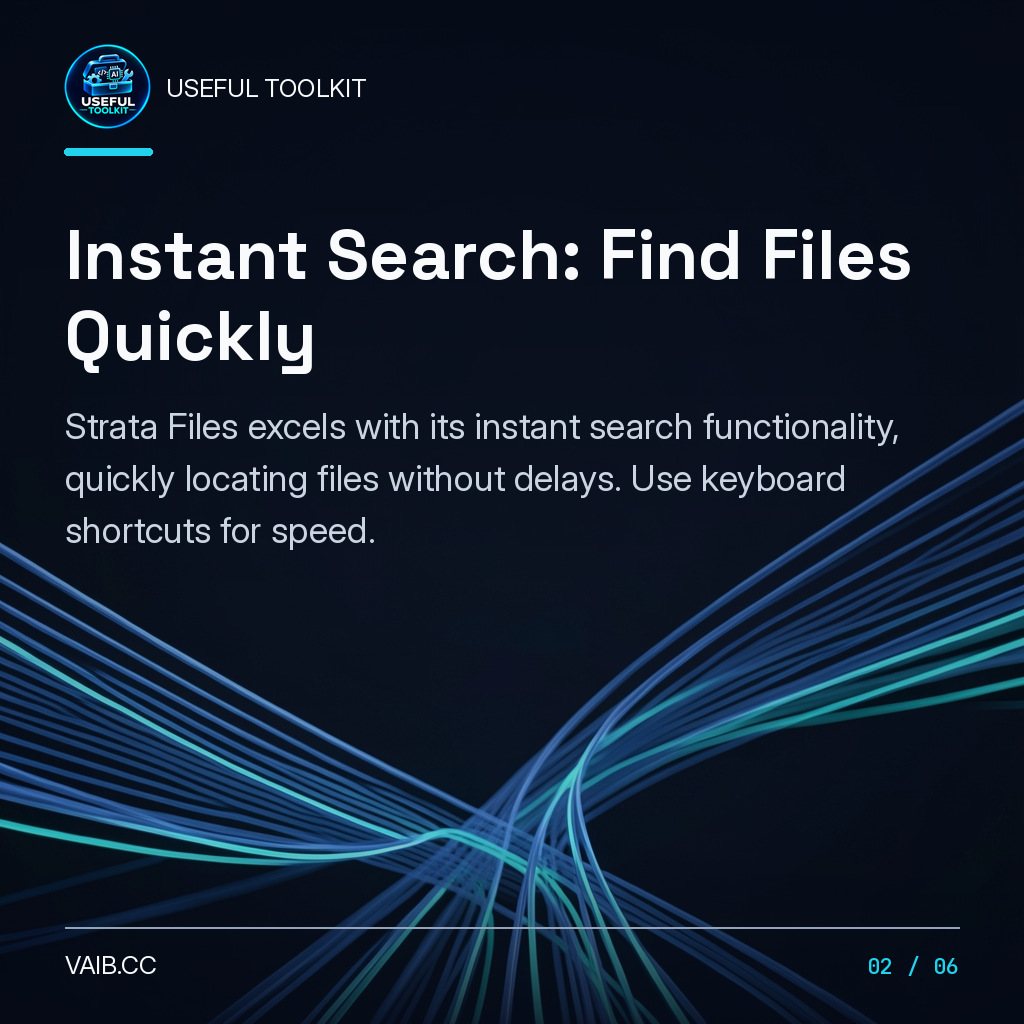 AI
USEFUL
TOOLKIT
USEFUL TOOLKIT
Instant Search: Find Files
Quickly
Strata Files excels with its instant search functionality,
quickly locating files without delays. Use keyboard
shortcuts for speed.
VAIB.CC
02 / 06